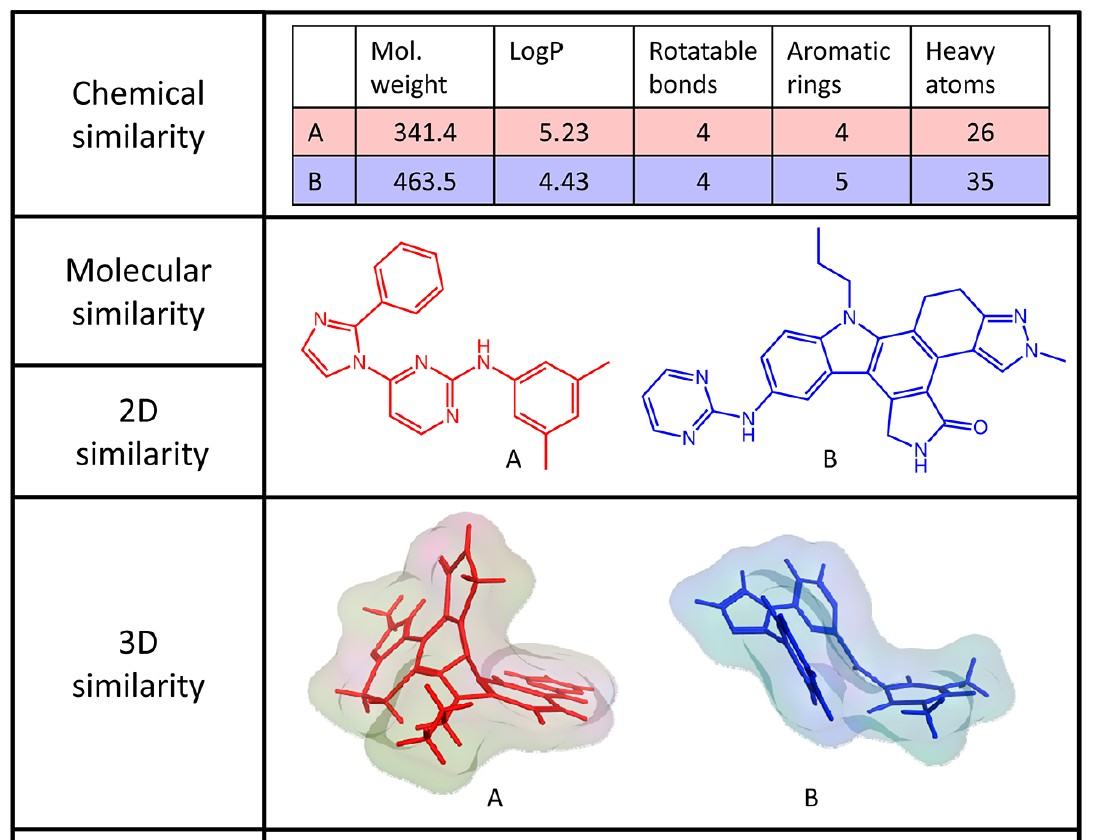 Chemical
similarity
Mol.
weight
LogP
Rotatable
bonds
Aromatic
rings
Heavy
atoms
A 341.4 5.23 4 4 26
B 463.5 4.43 4 5 35
Molecular
similarity
2D
similarity
N
N
N
N
H
N
A
N
N
N
H
N
N
N
O
N
H
B
3D
similarity
A
B